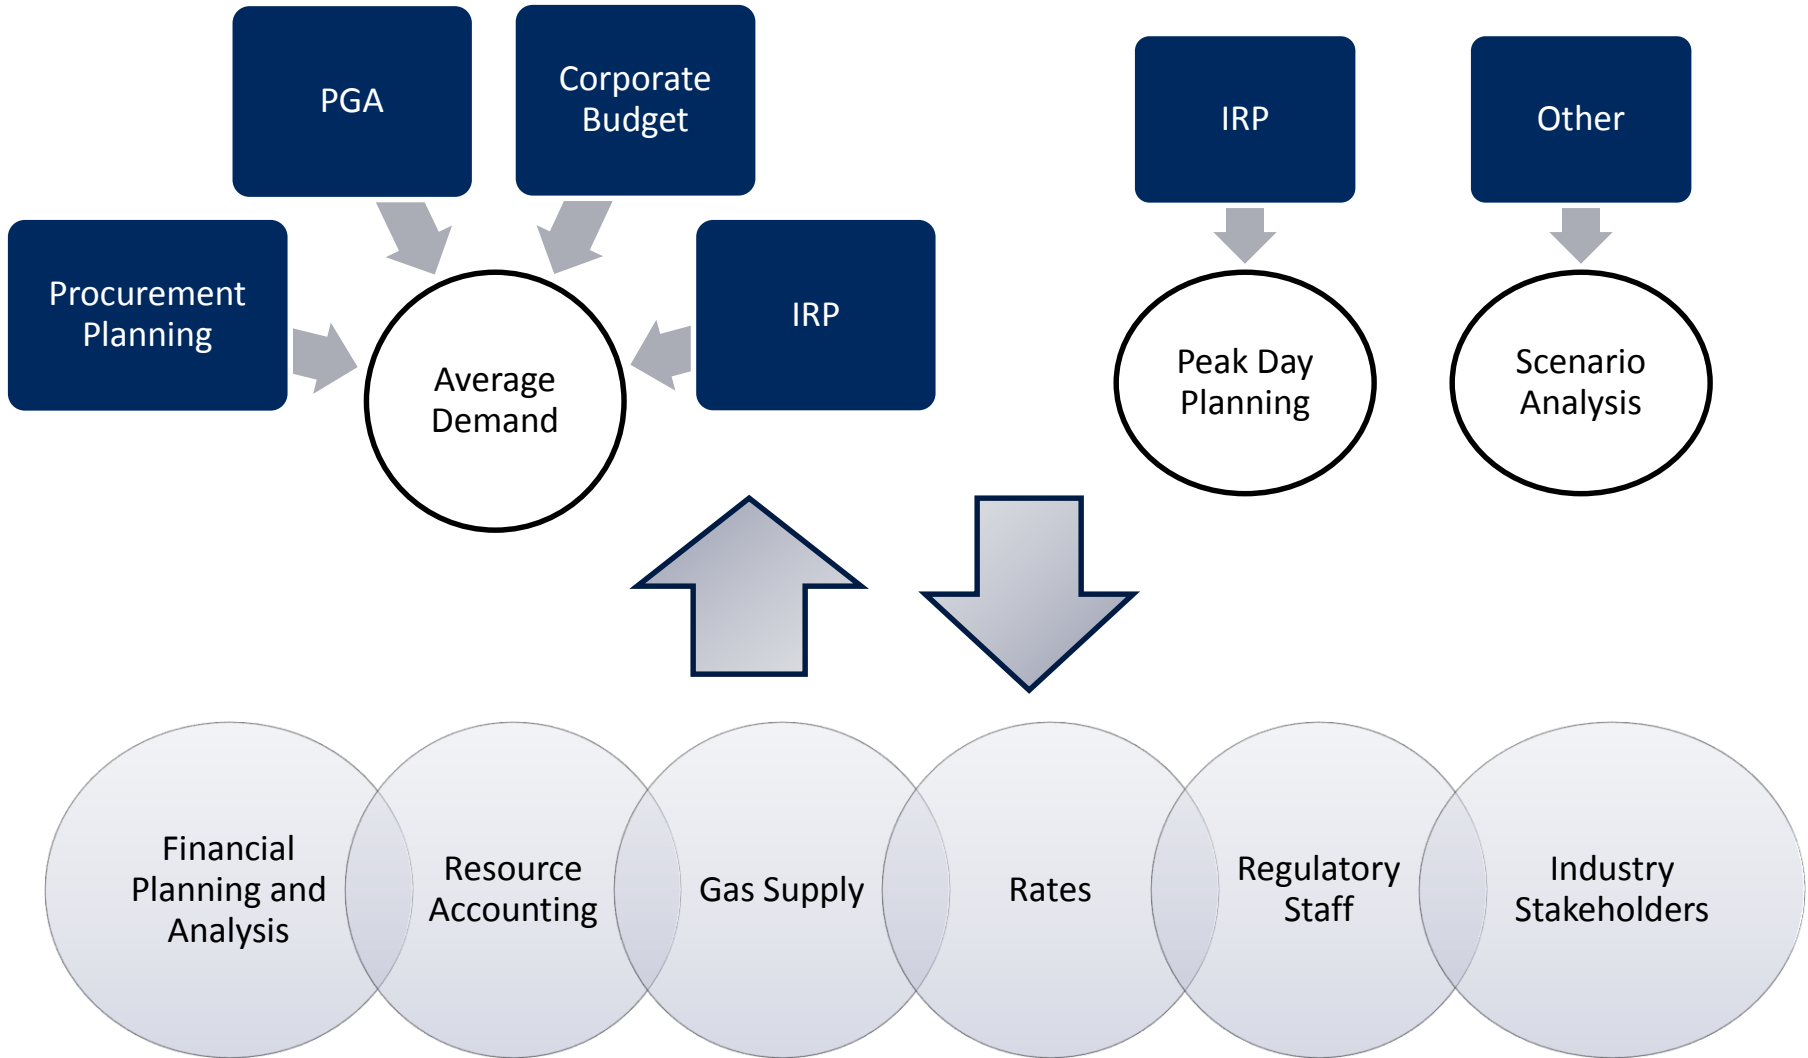 PGA
Corporate
Budget
IRP
Other
Procurement
Planning
IRP
Average
Demand
Peak Day
Planning
Scenario
Analysis
Financial
Planning and
Analysis
Resource
Accounting
Gas Supply
Rates
Regulatory
Staff
Industry
Stakeholders